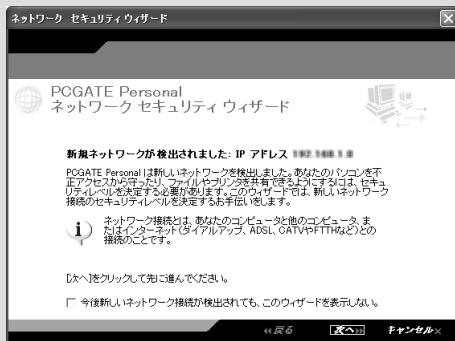 ネットワーク セキュリティ ウィザード
PCGATE Personal
ネットワーク セキュリティ ウィザード
新規ネットワークが検出されました: IP アドレス
PCGATE Personal は新しいネットワークを検出しました。あなたのパソコンを不
正アクセスから守ったり、ファイルやプリンタを共有できるようにするには、セキュ
リティレベルを決定する必要があります。このウィザードでは、新しいネットワーク
接続のセキュリティレベルを決定するお手伝いをします。
ネットワーク接続とは、あなたのコンピュータと他のコンピュータ、ま
たはインターネット(ダイアルアップ、ADSL、CATVやFTTHなど)との
接続のことです。
[次へ]をクリックして先に進んでください。
今後新しいネットワーク接続が検出されても、このウィザードを表示しない。
戻る 次へ キャンセル